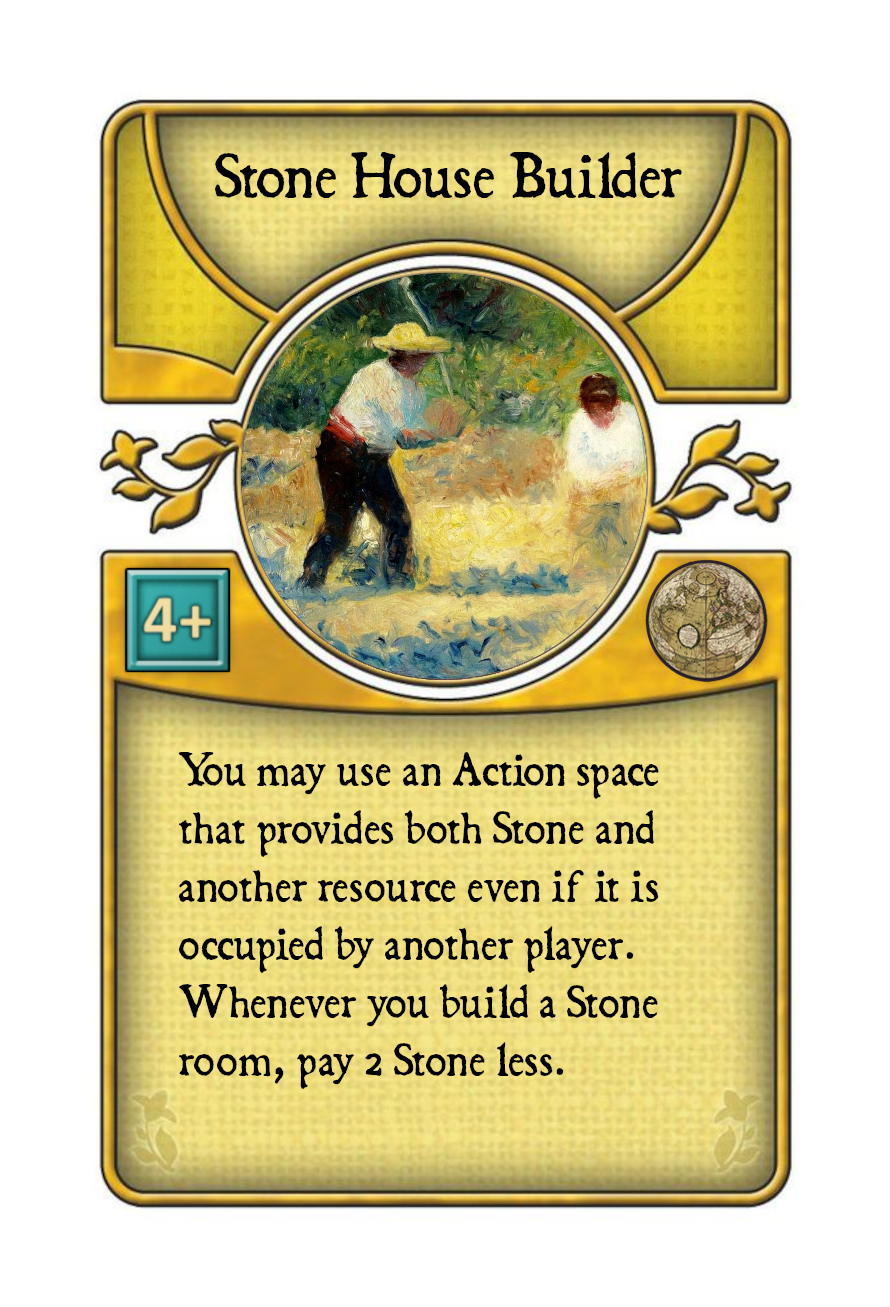 Stone House Builder
4+
You may use an Action space
that provides both Stone and
another resource even if it is
occupied by another player.
Whenever you build a Stone
room, pay 2 Stone less.